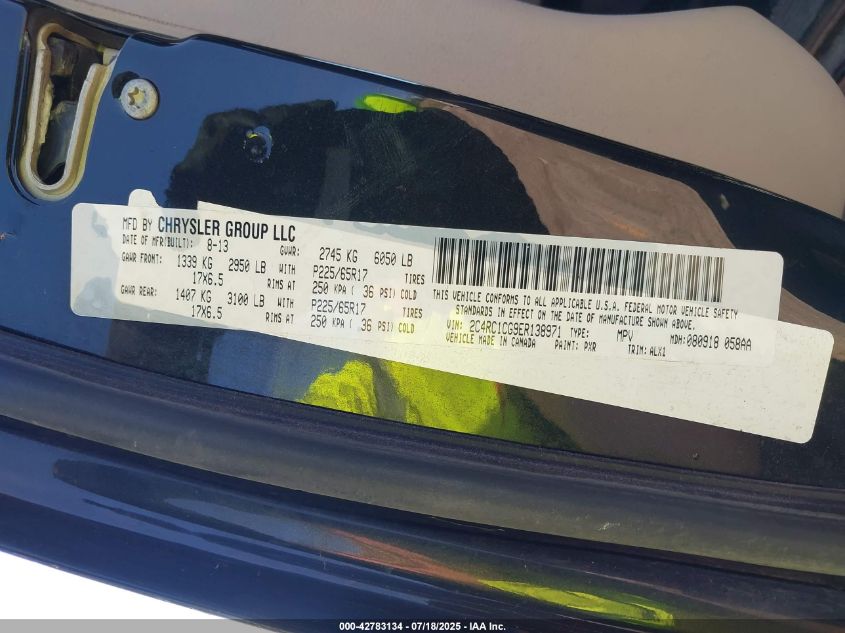 MFD BY CHRYSLER GROUP LLC
DATE OF MFR(BUILT): 8-13 GVWR: 2745 KG 6050 LB
GAWR FRONT: 1339 KG 2950 LB WITH P225/65R17 TIRES
17X6.5 RIMS AT 250 KPA ( 36 PSI) COLD
GAWR REAR: 1407 KG 3100 LB WITH P225/65R17 TIRES
17X6.5 RIMS AT 250 KPA ( 36 PSI) COLD
THIS VEHICLE CONFORMS TO ALL APPLICABLE U.S.A. FEDERAL MOTOR VEHICLE SAFETY
STANDARDS IN EFFECT ON THE DATE OF MANUFACTURE SHOWN ABOVE.
VIN: 2C4RC1CG9ER138971 TYPE: MPV MDH:080918 058AA
VEHICLE MADE IN CANADA PAINT: PXR TRIM: ALX1
000-42783134 - 07/18/2025 - IAA Inc.